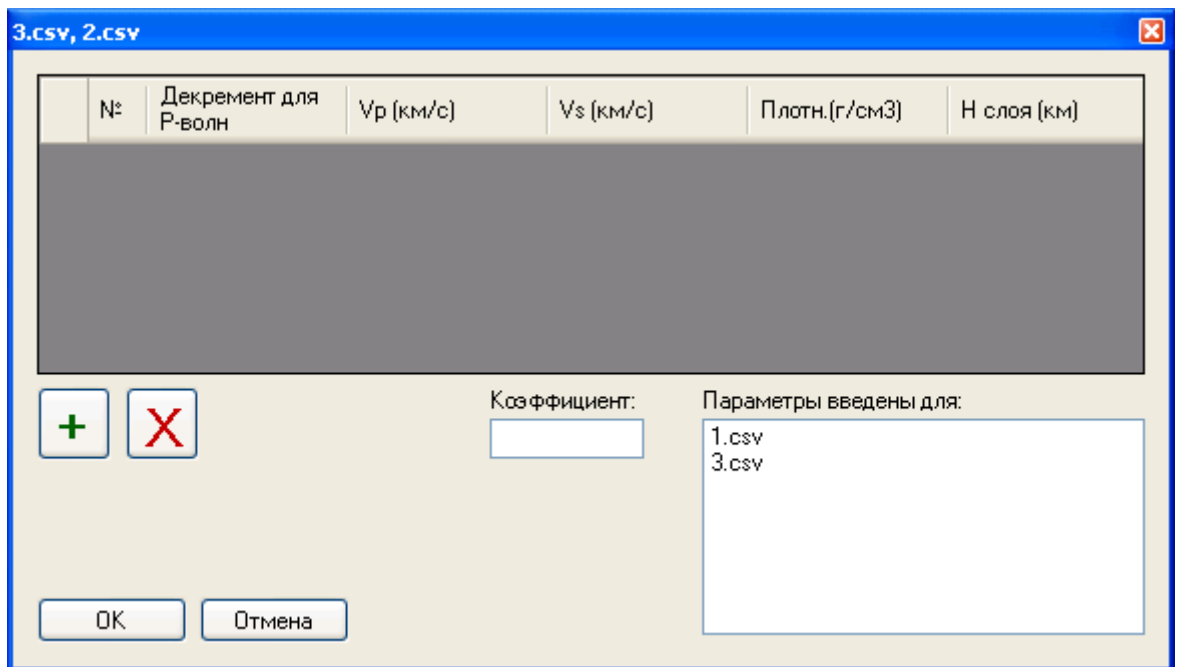 3.csv, 2.csv
№ Декремент для Р-волн Vp (км/с) Vs (км/с) Плотн.(г/см3) Н слоя (км)
+ X
Коэффициент: Параметры введены для:
1.csv
3.csv
OK Отмена